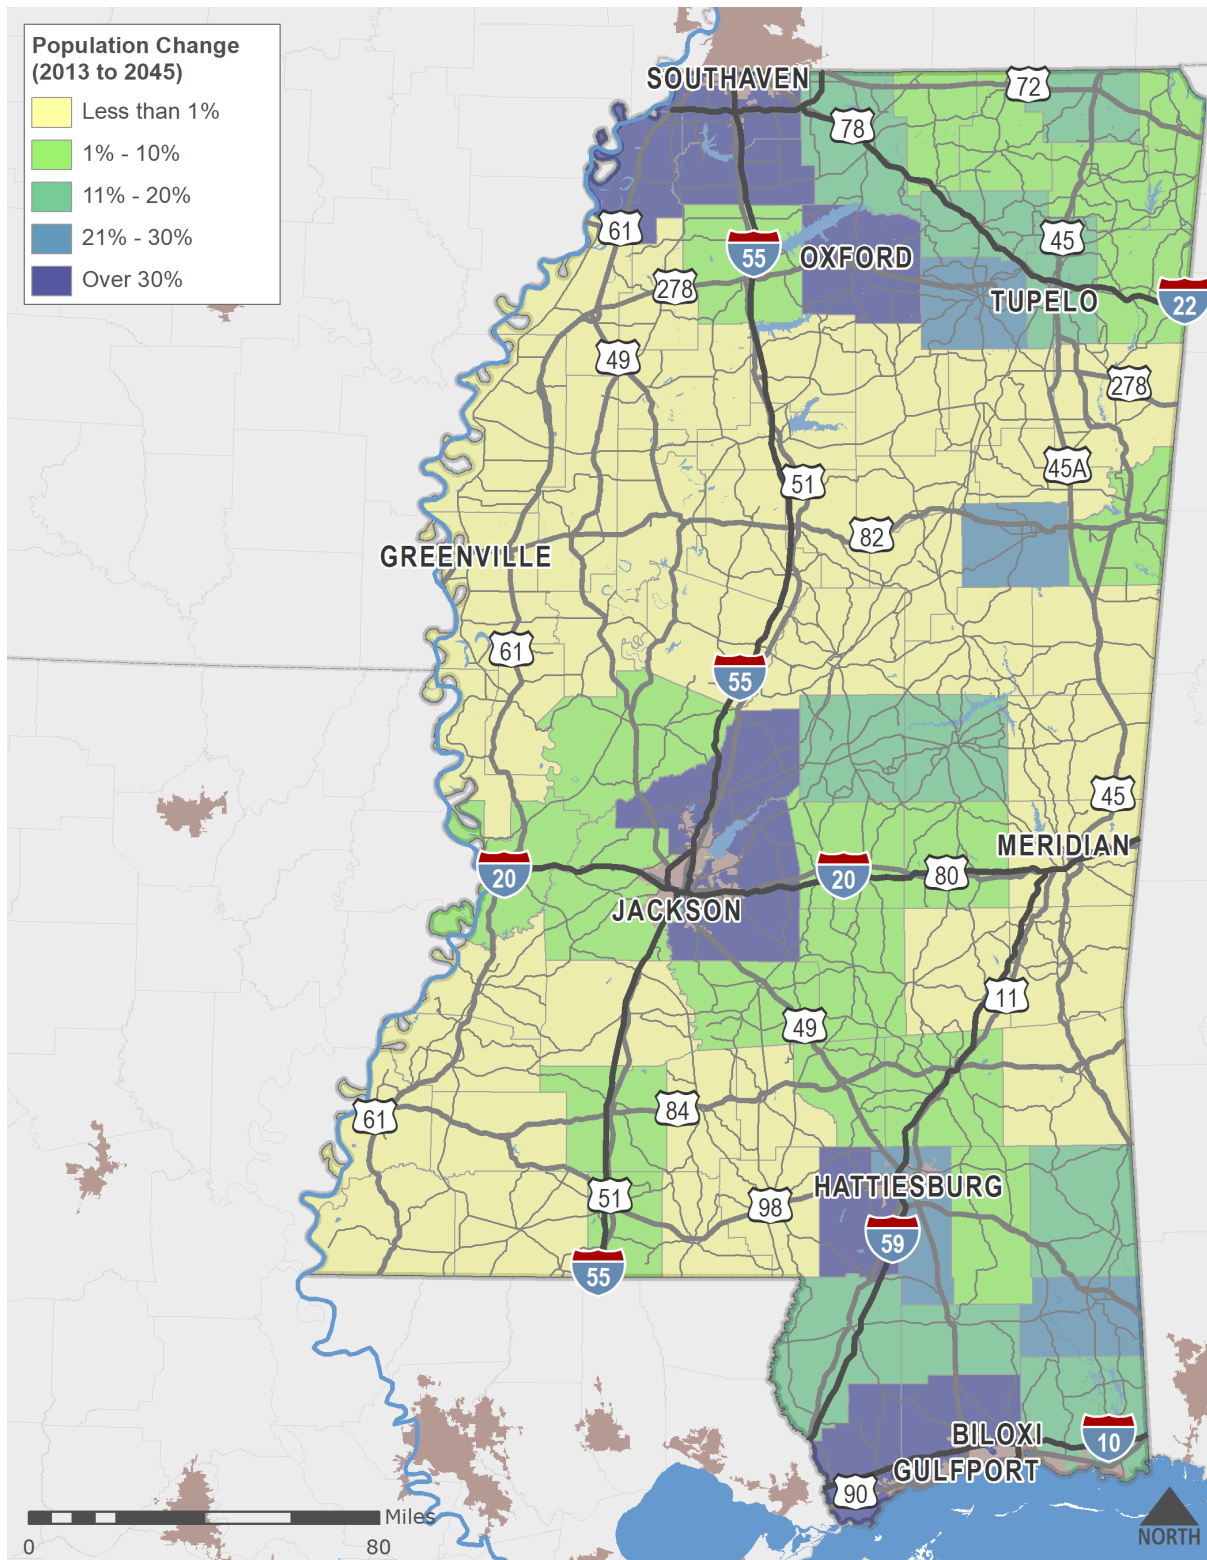 Population Change
(2013 to 2045)
Less than 1%
1% - 10%
11% - 20%
21% - 30%
Over 30%
SOUTHAVEN
72
78
61
55
OXFORD
45
278
TUPELO
22
49
278
45A
51
82
GREENVILLE
61
55
45
MERIDIAN
20
20
80
JACKSON
11
49
61
84
HATTIESBURG
51
98
59
55
BILOXI
10
GULFPORT
90
Miles
0
80
NORTH